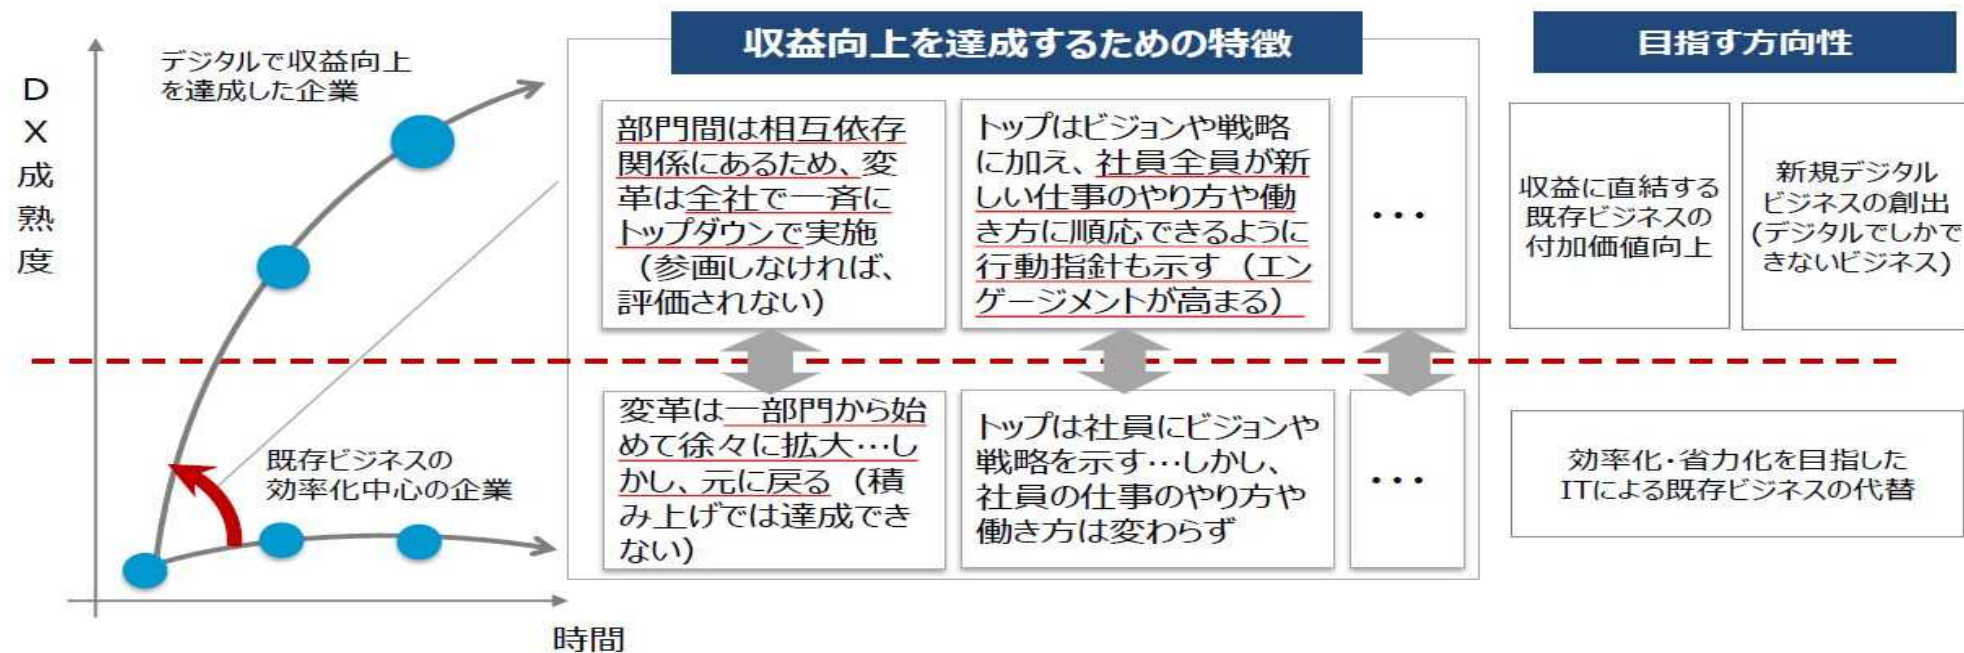 DX成熟度
デジタルで収益向上
を達成した企業
既存ビジネスの
効率化中心の企業
時間
収益向上を達成するための特徴
部門間は相互依存
関係にあるため、変
革は全社で一斉に
トップダウンで実施
（参画しなければ、
評価されない）
トップはビジョンや戦略
に加え、社員全員が新
しい仕事のやり方や働
き方に順応できるように
行動指針も示す（エン
ゲージメントが高まる）
…
変革は一部門から始
めて徐々に拡大…し
かし、元に戻る（積
み上げでは達成でき
ない）
トップは社員にビジョンや
戦略を示す…しかし、
社員の仕事のやり方や
働き方は変わらず
…
目指す方向性
収益に直結する
既存ビジネスの
付加価値向上
新規デジタル
ビジネスの創出
(デジタルでしかで
きないビジネス)
効率化・省力化を目指した
ITによる既存ビジネスの代替